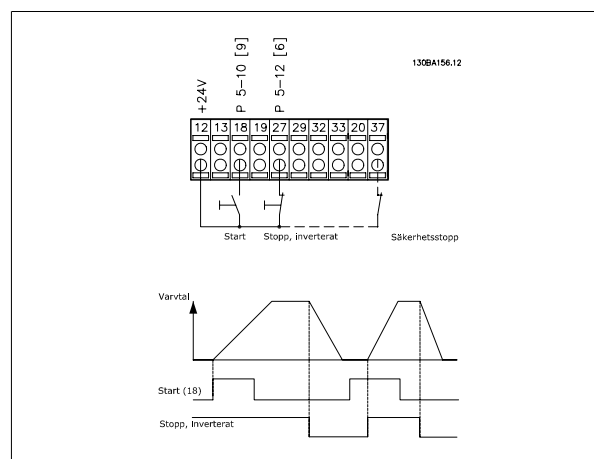 130BA156.12
+24V
P 5-10 [9]
P 5-12 [6]
12 13 18 19 27 29 32 33 20 37
Start Stopp, inverterat Säkerhetsstopp
Varvtal
Start (18)
Stopp, Inverterat